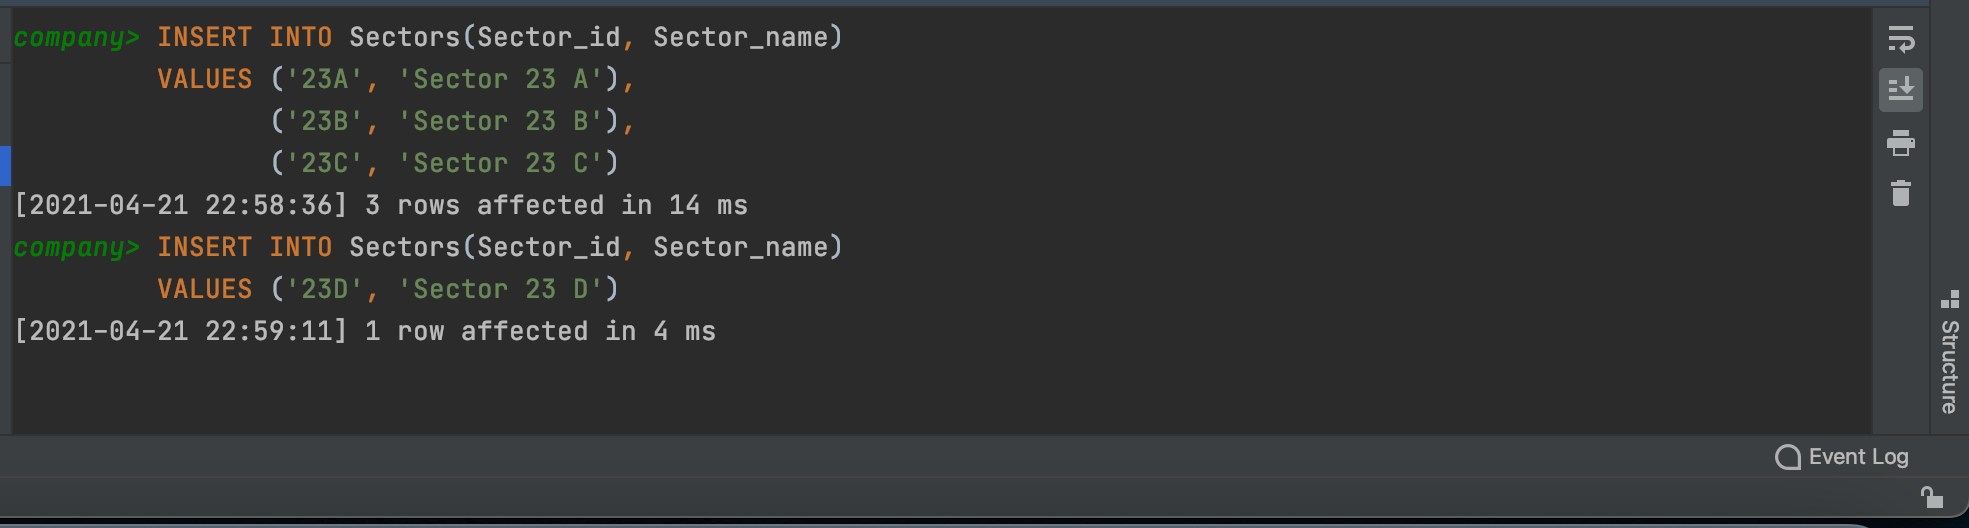 company> INSERT INTO Sectors(Sector_id, Sector_name)
VALUES ('23A', 'Sector 23 A'),
('23B', 'Sector 23 B'),
('23C', 'Sector 23 C')
[2021-04-21 22:58:36] 3 rows affected in 14 ms
company> INSERT INTO Sectors(Sector_id, Sector_name)
VALUES ('23D', 'Sector 23 D')
[2021-04-21 22:59:11] 1 row affected in 4 ms
Structure
Event Log